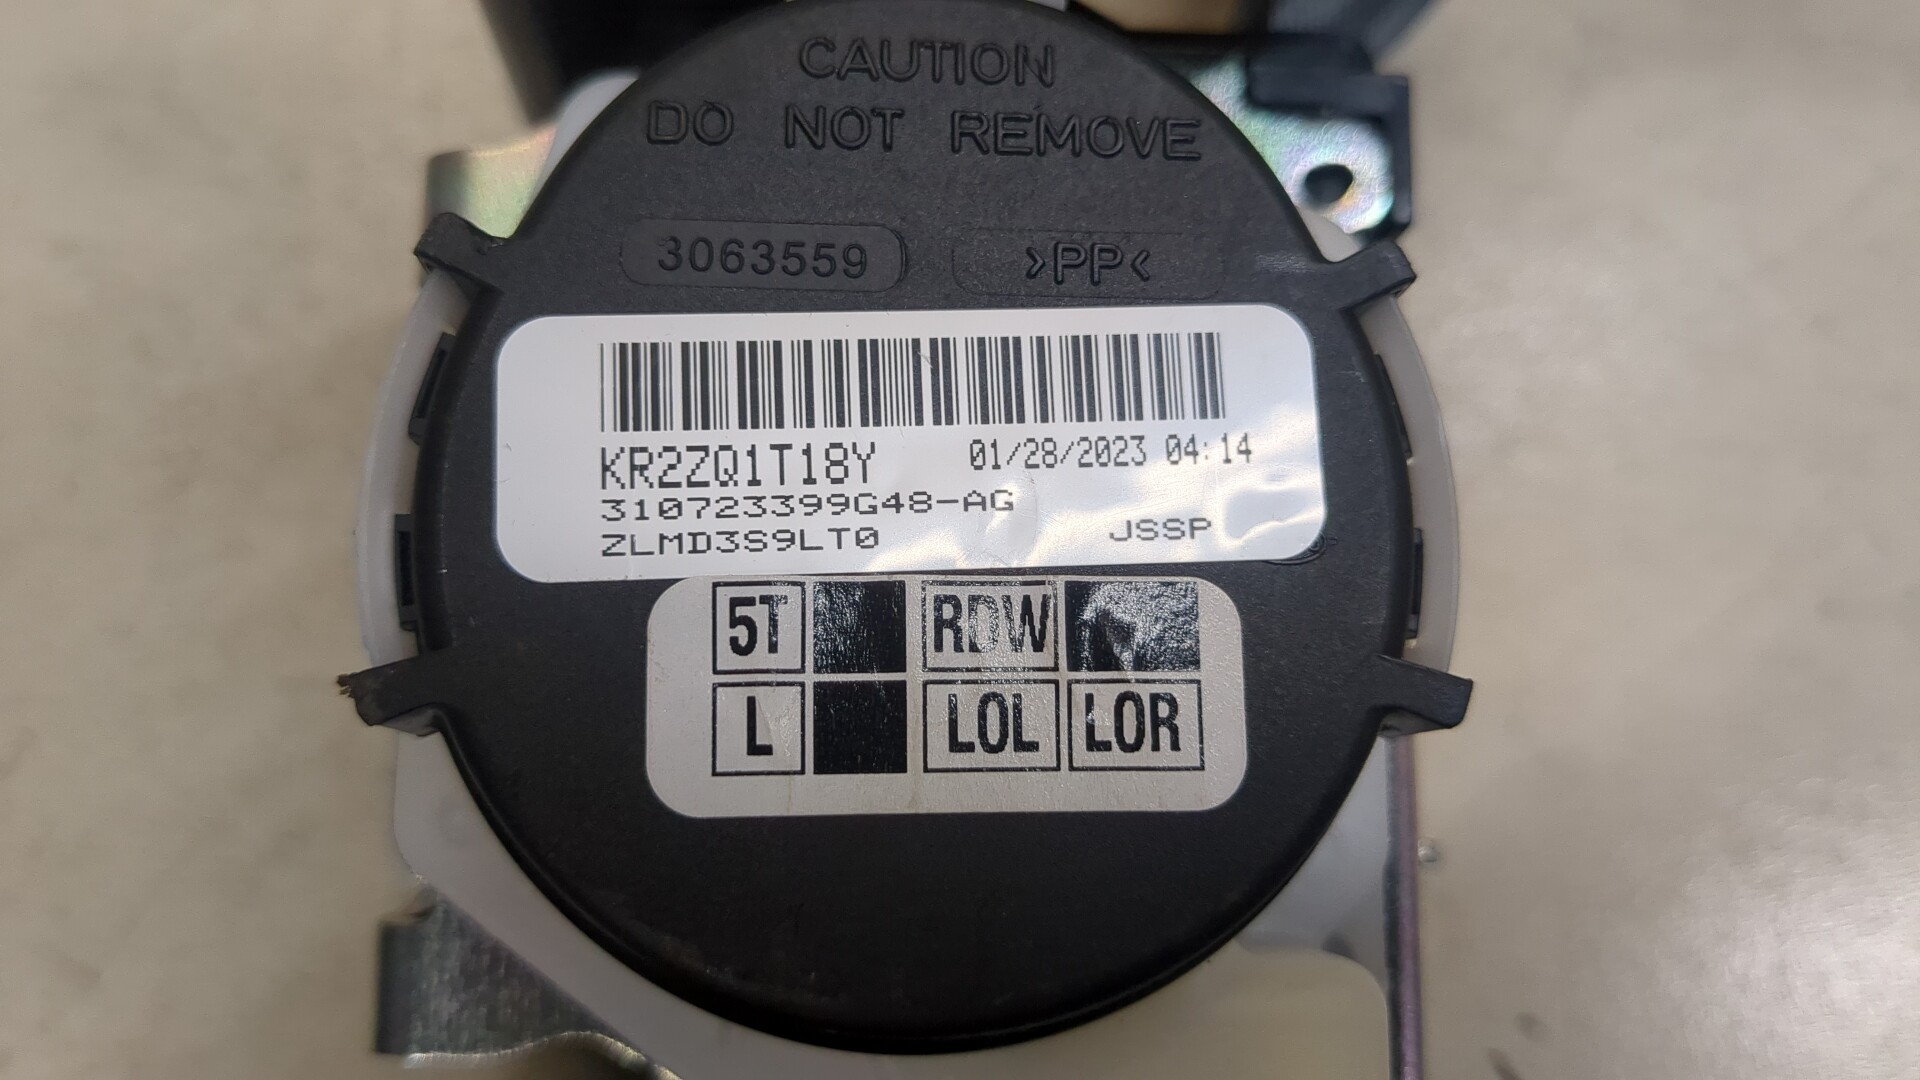 CAUTION
DO NOT REMOVE
3063559 >PP<
KR2ZQ1T18Y 01/28/2023 04:14
310723399G48-AG
ZLMD3S9LT0 JSSP
5T RDW
L LOL LOR